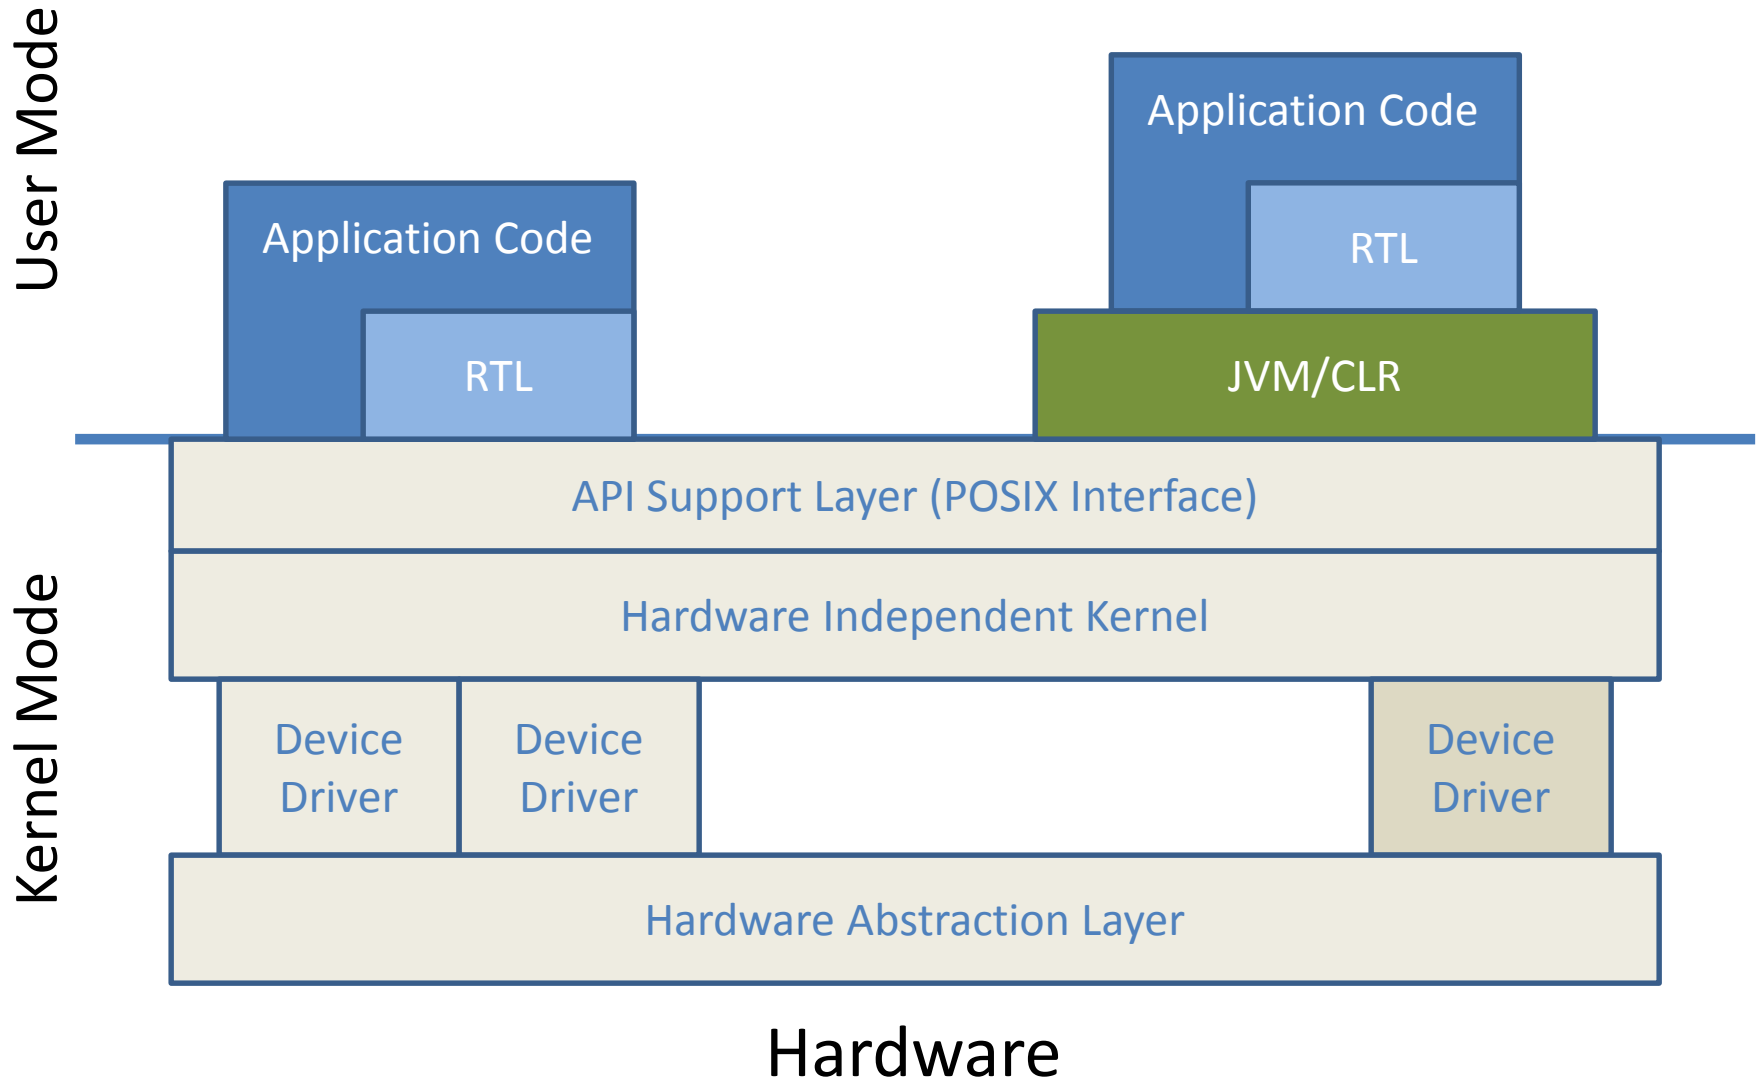 User Mode
Application Code
RTL
Application Code
RTL
JVM/CLR
API Support Layer (POSIX Interface)
Kernel Mode
Hardware Independent Kernel
Device
Driver
Device
Driver
Device
Driver
Hardware Abstraction Layer
Hardware